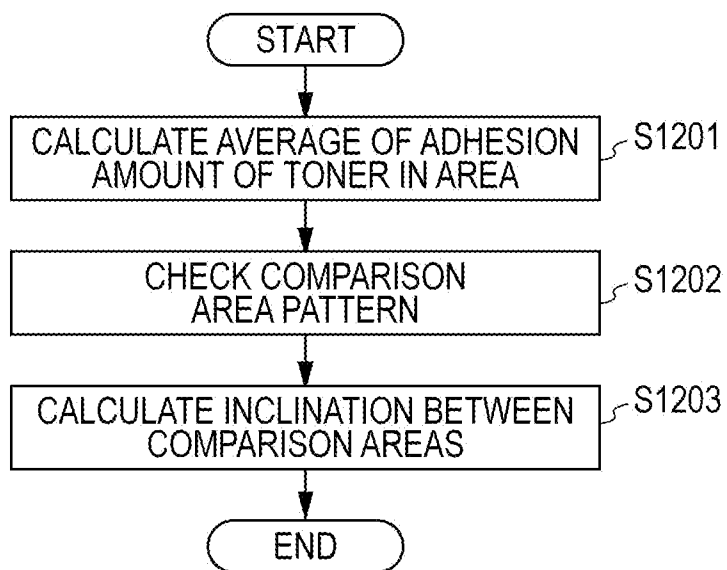 START
CALCULATE AVERAGE OF ADHESION
AMOUNT OF TONER IN AREA
S1201
CHECK COMPARISON
AREA PATTERN
S1202
CALCULATE INCLINATION BETWEEN
COMPARISON AREAS
S1203
END